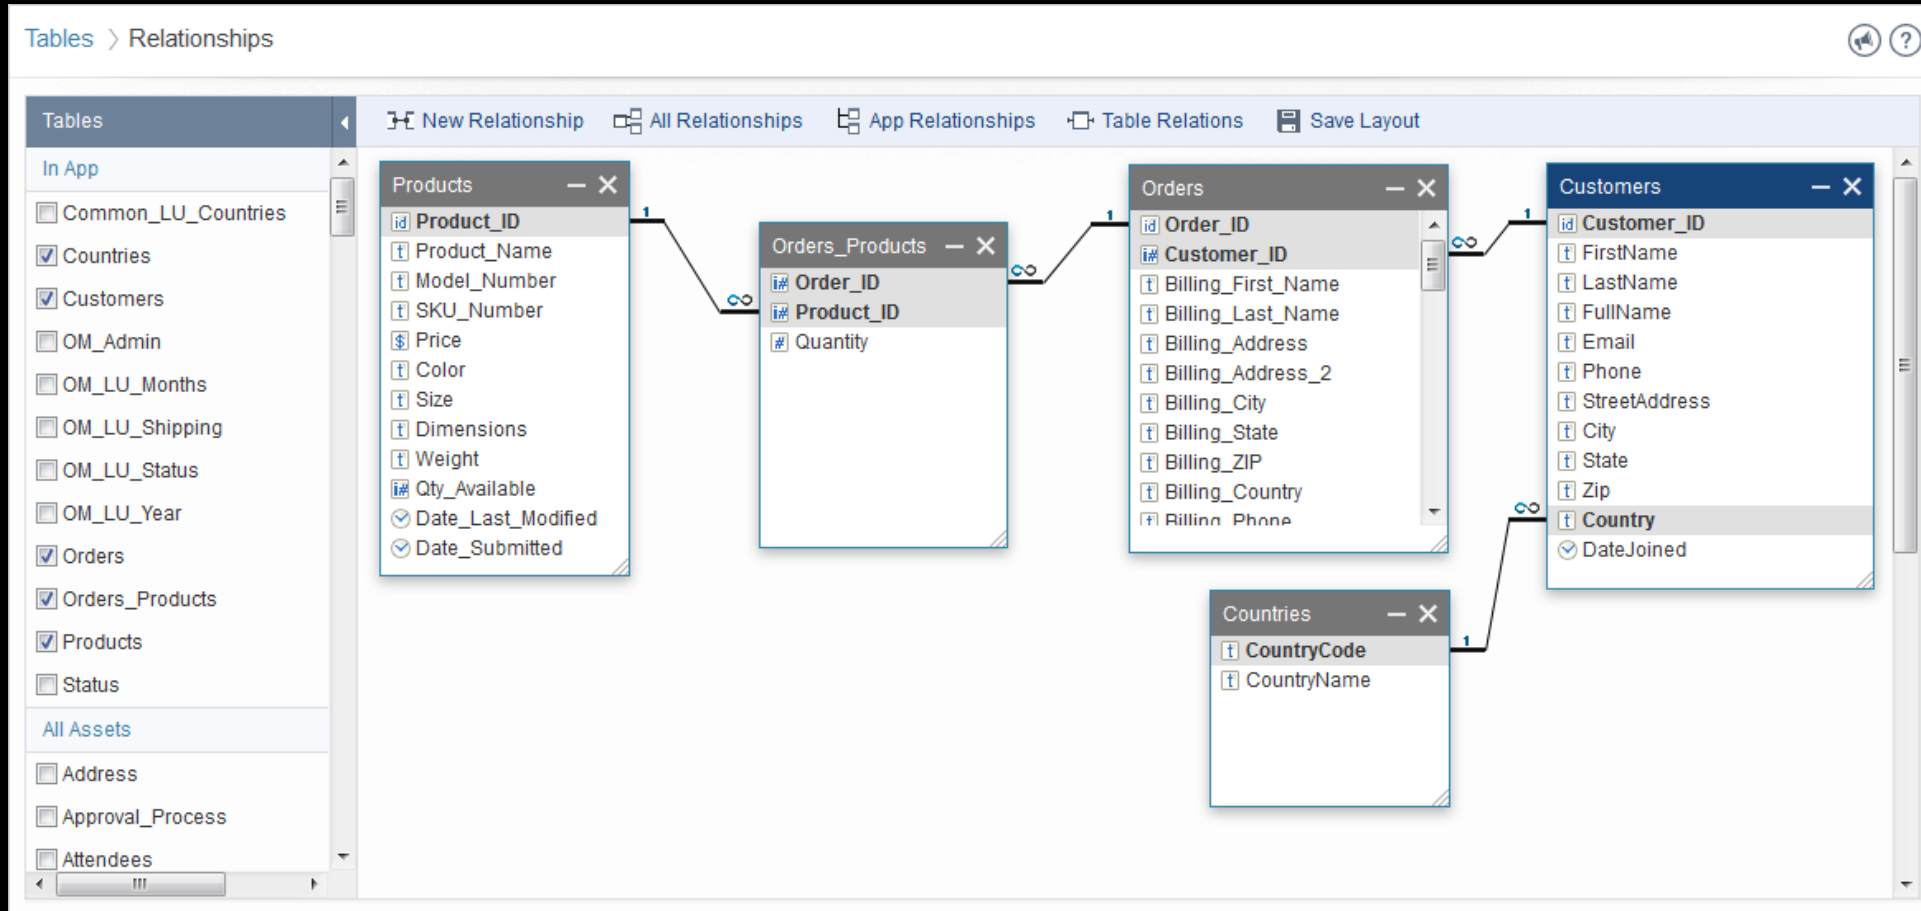 Tables > Relationships
?
Tables
New Relationship
All Relationships
App Relationships
Table Relations
Save Layout
In App
Common_LU_Countries
Countries
Customers
OM_Admin
OM_LU_Months
OM_LU_Shipping
OM_LU_Status
OM_LU_Year
Orders
Orders_Products
Products
Status
All Assets
Address
Approval_Process
Attendees
Products
id Product_ID
t Product_Name
t Model_Number
t SKU_Number
$ Price
t Color
t Size
t Dimensions
t Weight
i# Qty_Available
Date_Last_Modified
Date_Submitted
1
∞
Orders_Products
i# Order_ID
i# Product_ID
# Quantity
∞
1
Orders
id Order_ID
i# Customer_ID
t Billing_First_Name
t Billing_Last_Name
t Billing_Address
t Billing_Address_2
t Billing_City
t Billing_State
t Billing_ZIP
t Billing_Country
t Billing_Phone
∞
1
Customers
id Customer_ID
t FirstName
t LastName
t FullName
t Email
t Phone
t StreetAddress
t City
t State
t Zip
t Country
DateJoined
∞
1
Countries
t CountryCode
t CountryName